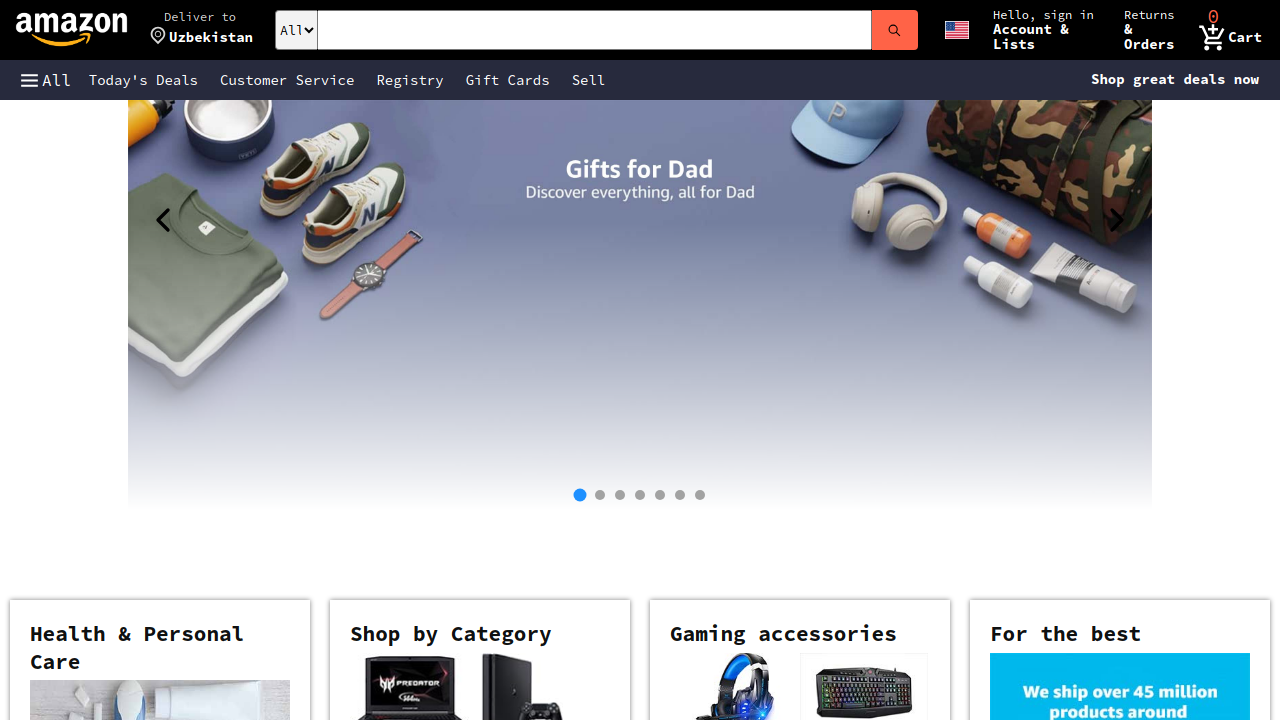 amazon
Deliver to
Uzbekistan
All
Hello, sign in
Account &
Lists
Returns
&
Orders
0
Cart
All
Today's Deals
Customer Service
Registry
Gift Cards
Sell
Shop great deals now
Gifts for Dad
Discover everything, all for Dad
Health & Personal
Care
Shop by Category
Gaming accessories
For the best
PREDATOR
We ship over 45 million
products around